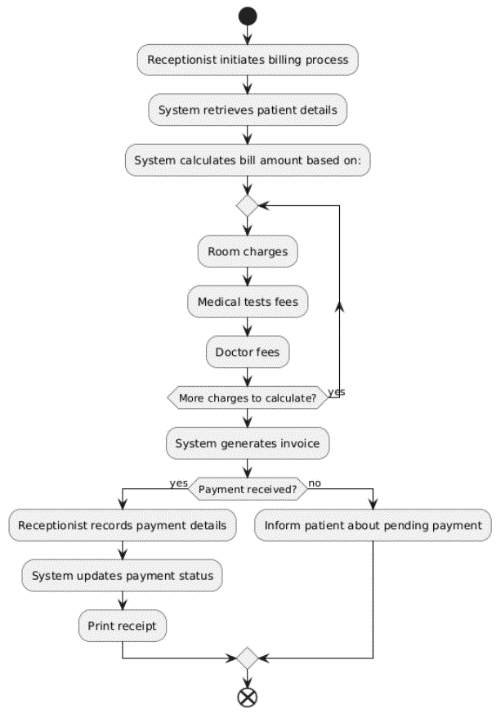 Receptionist initiates billing process
System retrieves patient details
System calculates bill amount based on:
Room charges
Medical tests fees
Doctor fees
More charges to calculate?
yes
System generates invoice
yes
Payment received?
no
Receptionist records payment details
Inform patient about pending payment
System updates payment status
Print receipt